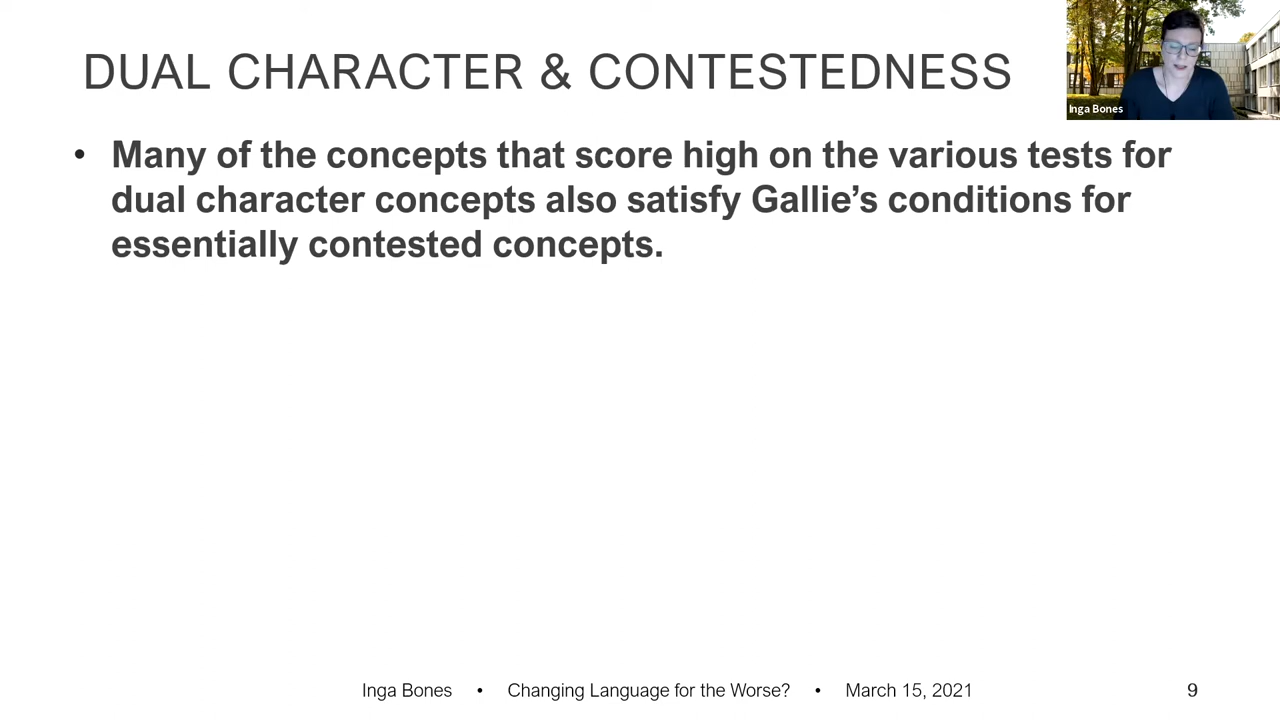 DUAL CHARACTER & CONTESTEDNESS
Inga Bones
• Many of the concepts that score high on the various tests for
dual character concepts also satisfy Gallie’s conditions for
essentially contested concepts.
Inga Bones • Changing Language for the Worse? • March 15, 2021 9